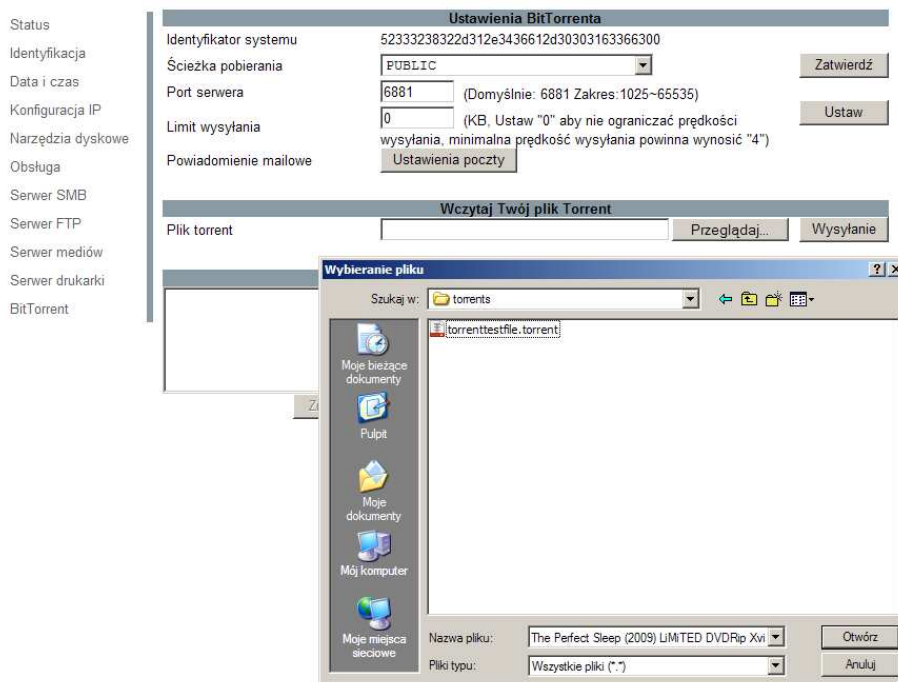 Status
Identyfikacja
Data i czas
Konfiguracja IP
Narzędzia dyskowe
Obsługa
Serwer SMB
Serwer FTP
Serwer mediów
Serwer drukarki
BitTorrent
Ustawienia BitTorrenta
Identyfikator systemu 52333238322d312e3436612d30303163366300
Ścieżka pobierania PUBLIC Zatwierdź
Port serwera 6881 (Domyślnie: 6881 Zakres:1025~65535)
Limit wysyłania 0 (KB, Ustaw "0" aby nie ograniczać prędkości Ustaw
wysyłania, minimalna prędkość wysyłania powinna wynosić "4")
Powiadomienie mailowe Ustawienia poczty
Wczytaj Twój plik Torrent
Plik torrent Przeglądaj... Wysyłanie
Wybieranie pliku
Szukaj w: torrents
torrenttestfile.torrent
Moje bieżące
dokumenty
Pulpit
Moje
dokumenty
Mój komputer
Moje miejsca
sieciowe
Nazwa pliku: The Perfect Sleep (2009) LiMiTED DVDRip Xvi Otwórz
Pliki typu: Wszystkie pliki (*.*) Anuluj